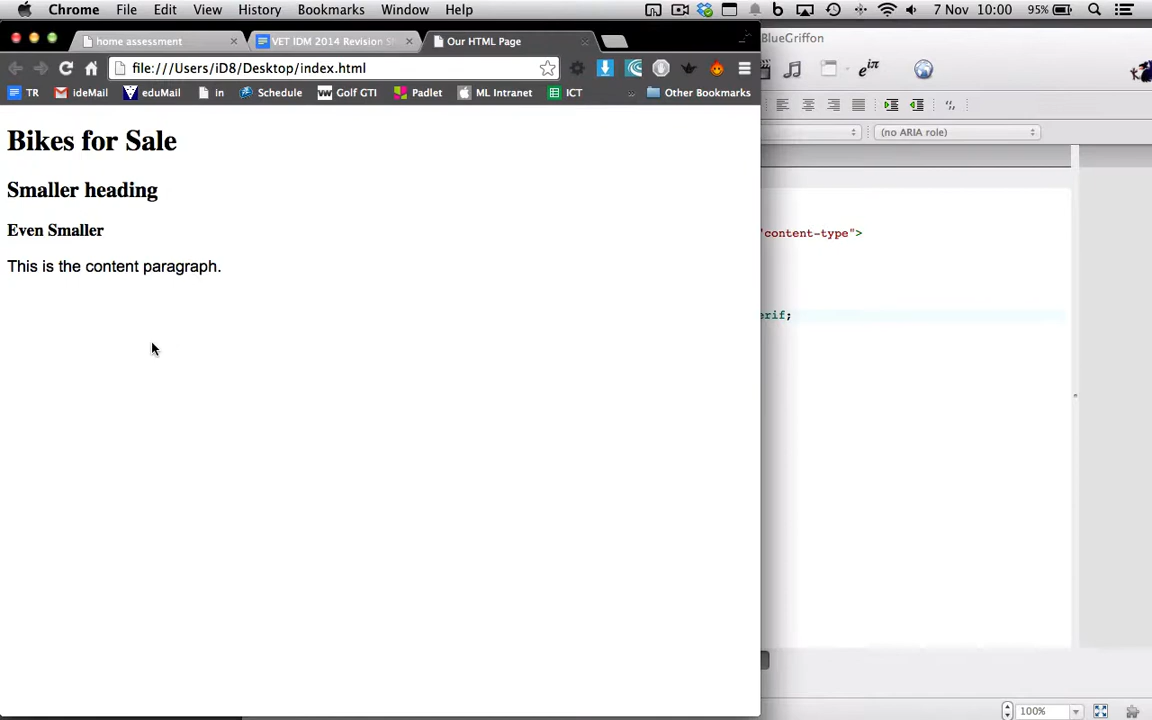 Chrome File Edit View History Bookmarks Window Help 7 Nov 10:00 95%
home assessment VET IDM 2014 Revision Our HTML Page BlueGriffon
file:///Users/iD8/Desktop/index.html
TR ideMail eduMail in Schedule Golf GTI Padlet ML Intranet ICT » Other Bookmarks
(no ARIA role)
Bikes for Sale
Smaller heading
Even Smaller
This is the content paragraph.
"content-type">
erif;
100%